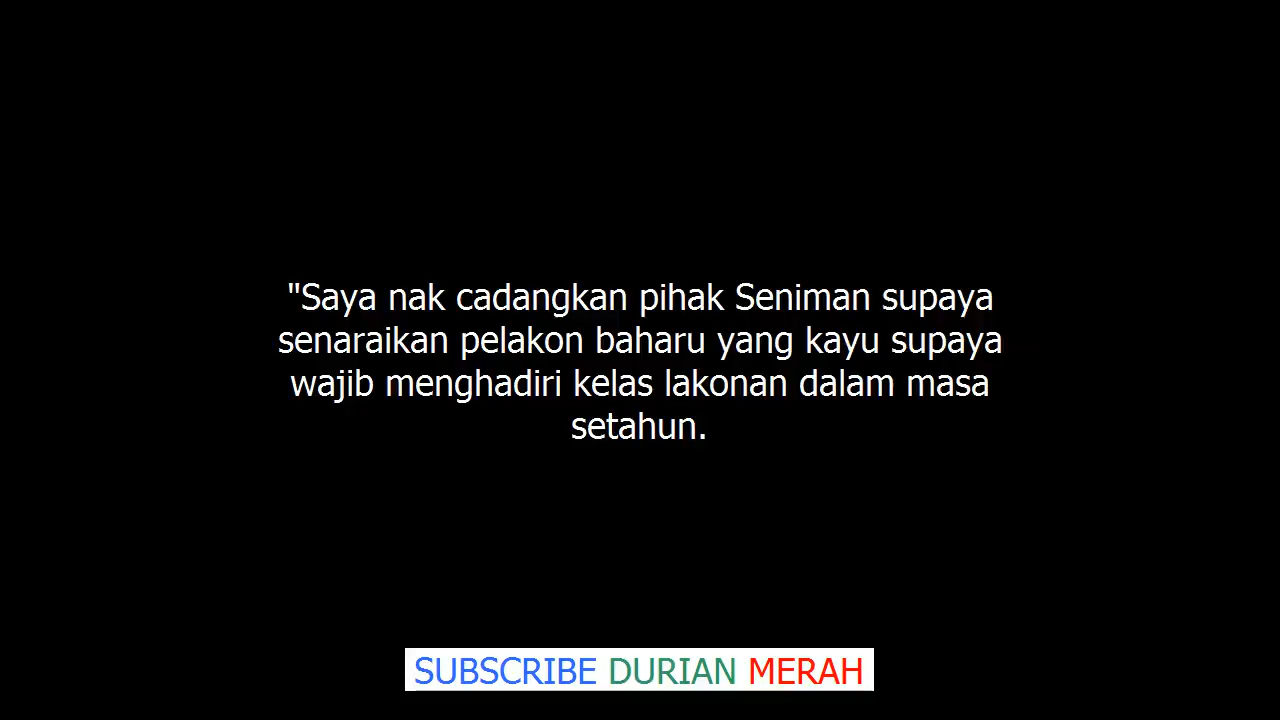 "Saya nak cadangkan pihak Seniman supaya
senaraikan pelakon baharu yang kayu supaya
wajib menghadiri kelas lakonan dalam masa
setahun.
SUBSCRIBE DURIAN MERAH